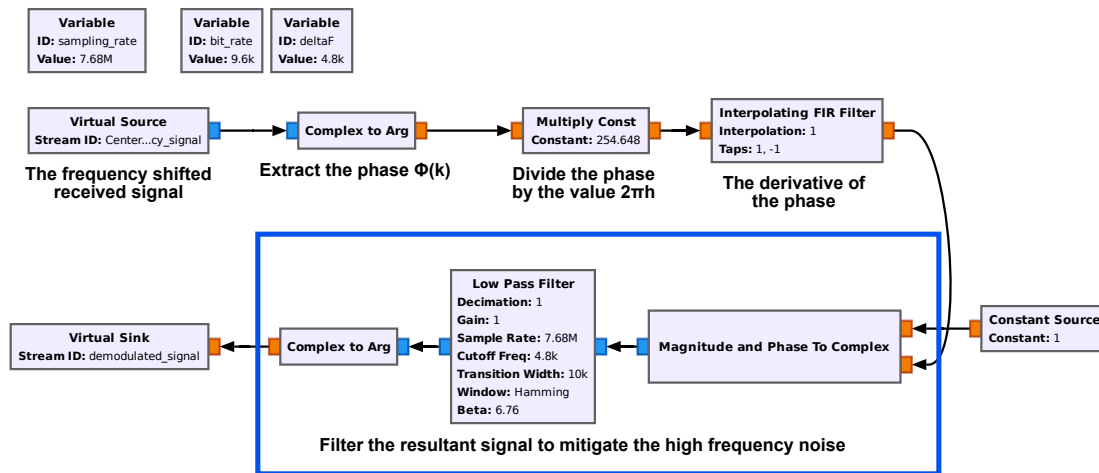 Variable
ID: sampling_rate
Value: 7.68M
Variable
ID: bit_rate
Value: 9.6k
Variable
ID: deltaF
Value: 4.8k
Virtual Source
Stream ID: Center...cy_signal
The frequency shifted
received signal
Complex to Arg
Extract the phase Φ(k)
Multiply Const
Constant: 254.648
Divide the phase
by the value 2πh
Interpolating FIR Filter
Interpolation: 1
Taps: 1, -1
The derivative of
the phase
Virtual Sink
Stream ID: demodulated_signal
Complex to Arg
Low Pass Filter
Decimation: 1
Gain: 1
Sample Rate: 7.68M
Cutoff Freq: 4.8k
Transition Width: 10k
Window: Hamming
Beta: 6.76
Magnitude and Phase To Complex
Constant Source
Constant: 1
Filter the resultant signal to mitigate the high frequency noise